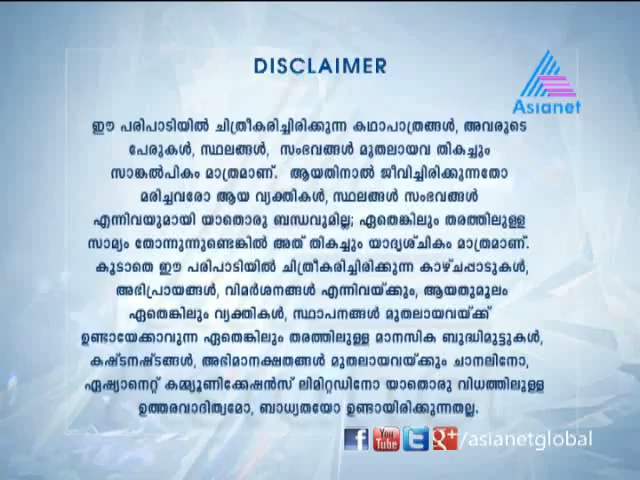 DISCLAIMER
Asianet
ഈ പരിപാടിയിൽ ചിത്രീകരിച്ചിരിക്കുന്ന കഥാപാത്രങ്ങൾ, അവരുടെ
പേരുകൾ, സ്ഥലങ്ങൾ, സംഭവങ്ങൾ മുതലായവ തികച്ചും
സാങ്കൽപികം മാത്രമാണ്. ആയതിനാൽ ജീവിച്ചിരിക്കുന്നതോ
മരിച്ചവരോ ആയ വ്യക്തികൾ, സ്ഥലങ്ങൾ സംഭവങ്ങൾ
എന്നിവയുമായി യാതൊരു ബന്ധവുമില്ല; ഏതെങ്കിലും തരത്തിലുള്ള
സാമ്യം തോന്നുന്നുണ്ടെങ്കിൽ അത് തികച്ചും യാദൃശ്ചികം മാത്രമാണ്.
കൂടാതെ ഈ പരിപാടിയിൽ ചിത്രീകരിച്ചിരിക്കുന്ന കാഴ്ചപ്പാടുകൾ,
അഭിപ്രായങ്ങൾ, വിമർശനങ്ങൾ എന്നിവയ്ക്കും, ആയതുമൂലം
ഏതെങ്കിലും വ്യക്തികൾ, സ്ഥാപനങ്ങൾ മുതലായവയ്ക്ക്
ഉണ്ടായേക്കാവുന്ന ഏതെങ്കിലും തരത്തിലുള്ള മാനസിക ബുദ്ധിമുട്ടുകൾ,
കഷ്ടനഷ്ടങ്ങൾ, അഭിമാനക്ഷതങ്ങൾ മുതലായവയ്ക്കും ചാനലിനോ,
ഏഷ്യാനെറ്റ് കമ്മ്യൂണിക്കേഷൻസ് ലിമിറ്റഡിനോ യാതൊരു വിധത്തിലുള്ള
ഉത്തരവാദിത്യമോ, ബാധ്യതയോ ഉണ്ടായിരിക്കുന്നതല്ല.
f You Tube t g+ /asianetglobal